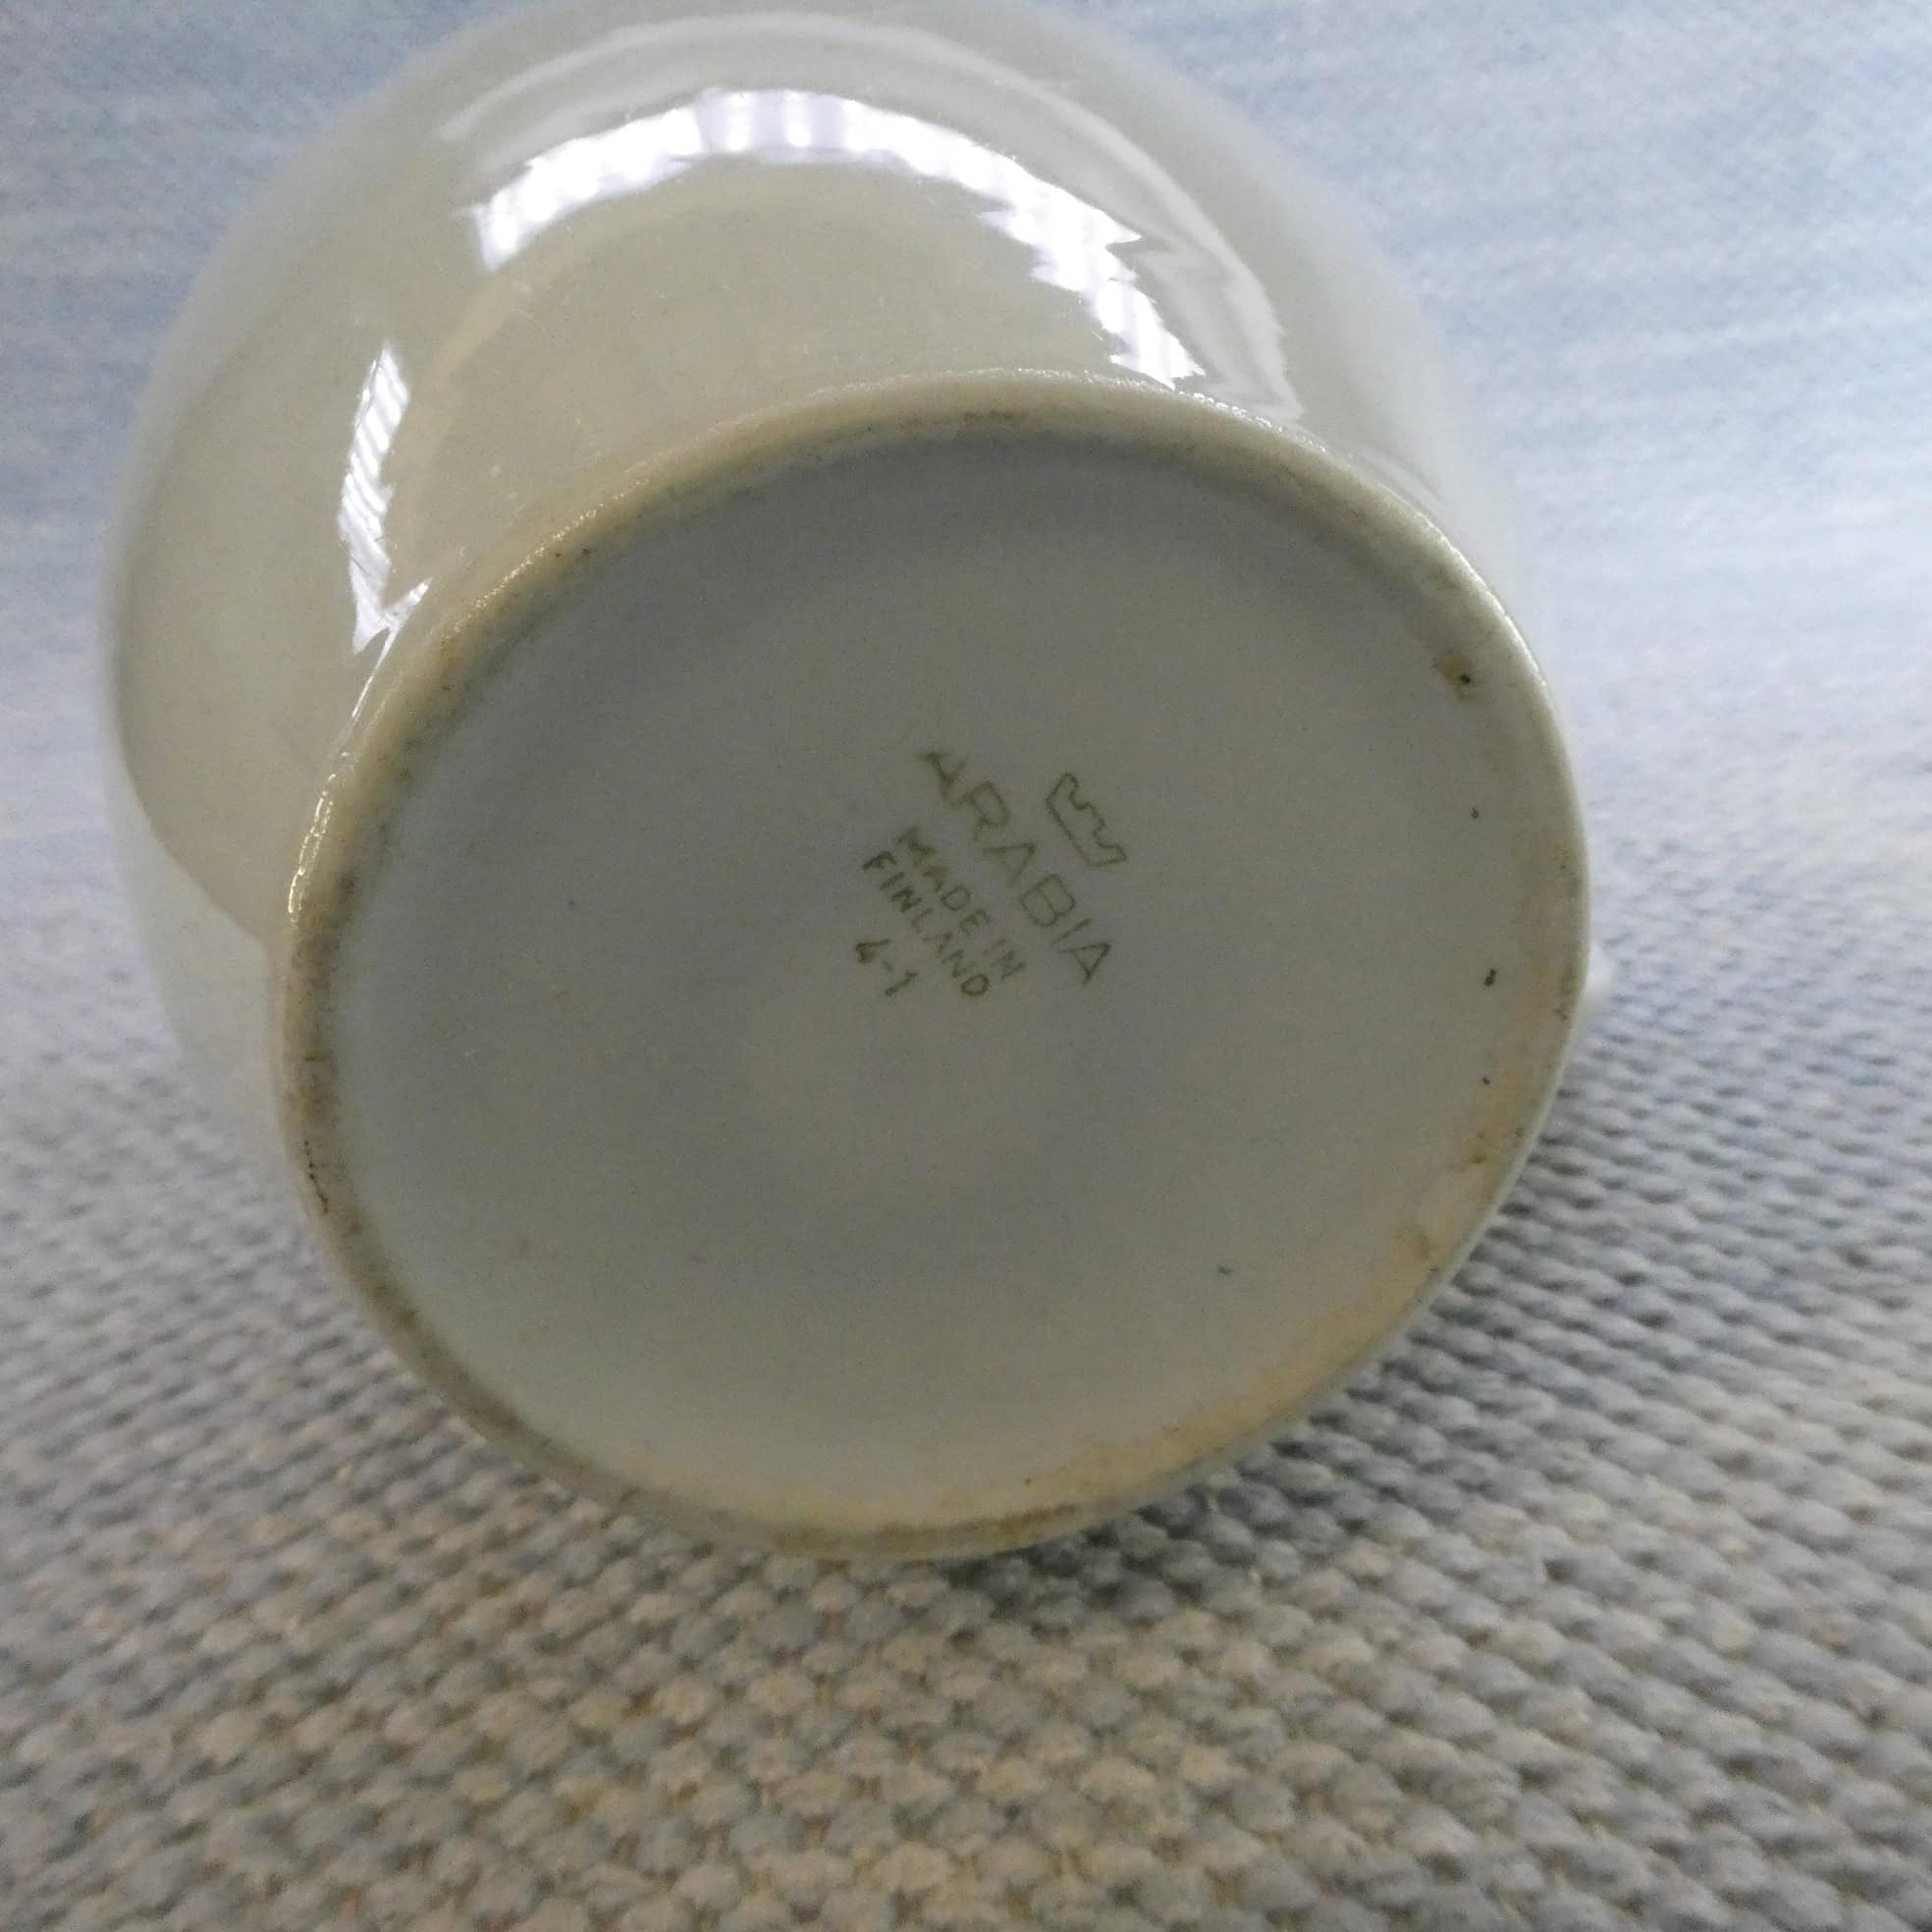 ARABIA
MADE IN
FINLAND
4-1